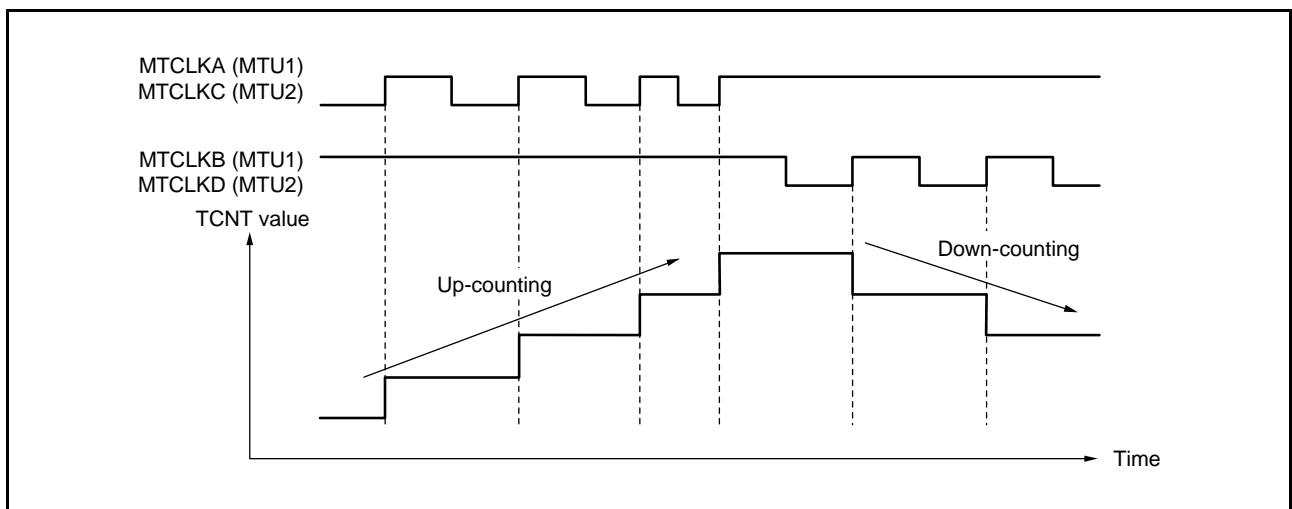 MTCLKA (MTU1)
MTCLKC (MTU2)
MTCLKB (MTU1)
MTCLKD (MTU2)
TCNT value
Down-counting
Up-counting
Time